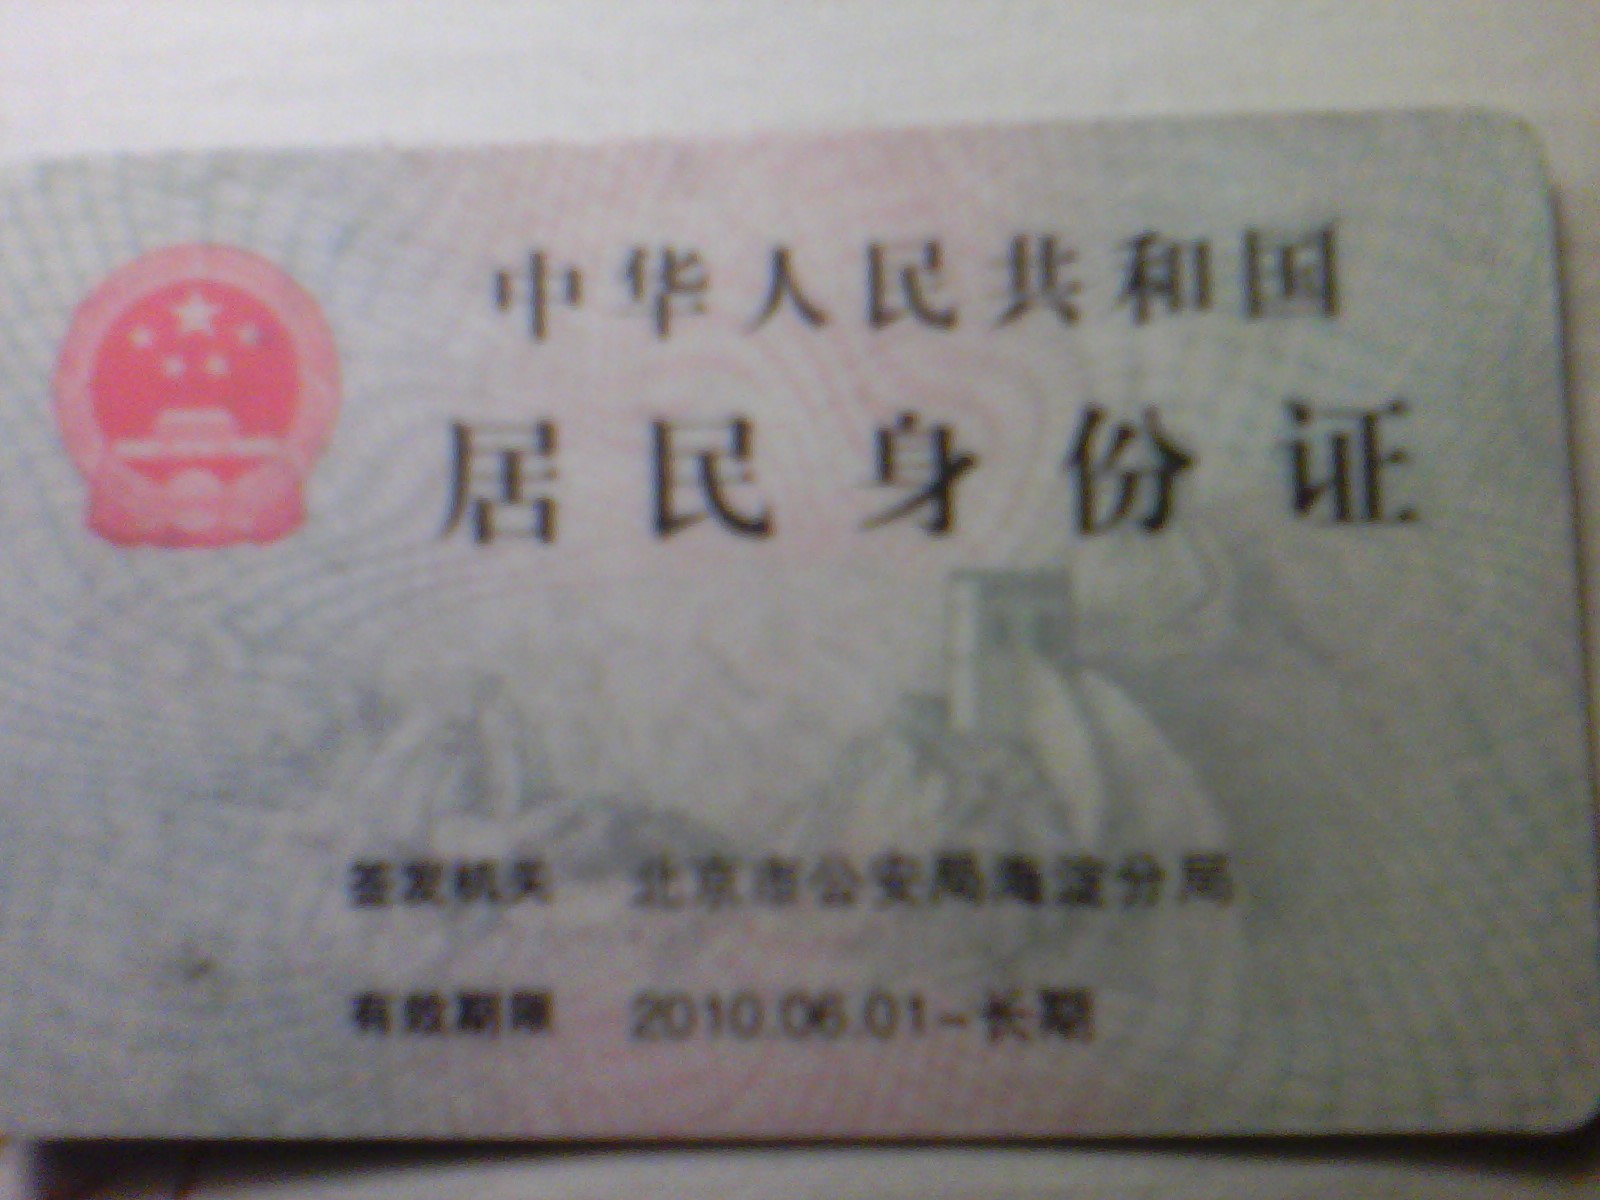 中华人民共和国
居民身份证
签发机关 北京市公安局海淀分局
有效期限 2010.06.01-长期